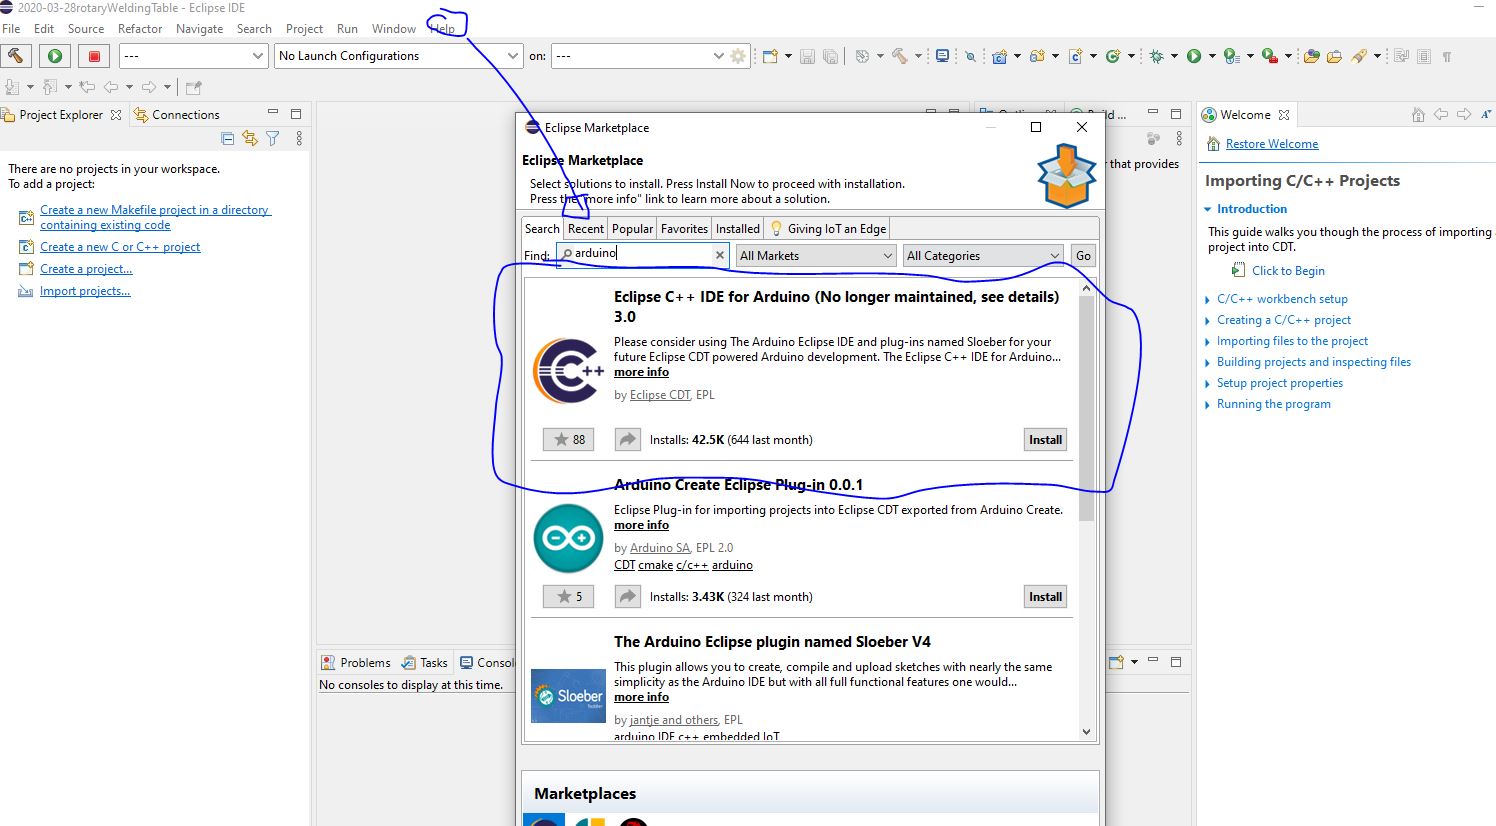 2020-03-28rotaryWeldingTable - Eclipse IDE
File Edit Source Refactor Navigate Search Project Run Window Help
--- No Launch Configurations on: ---
Project Explorer Connections
There are no projects in your workspace.
To add a project:
Create a new Makefile project in a directory
containing existing code
Create a new C or C++ project
Create a project...
Import projects...
Eclipse Marketplace
Eclipse Marketplace
Select solutions to install. Press Install Now to proceed with installation.
Press the "more info" link to learn more about a solution.
Search Recent Popular Favorites Installed Giving IoT an Edge
Find: arduino All Markets All Categories Go
Eclipse C++ IDE for Arduino (No longer maintained, see details)
3.0
Please consider using The Arduino Eclipse IDE and plug-ins named Sloeber for your
future Eclipse CDT powered Arduino development. The Eclipse C++ IDE for Arduino...
more info
by Eclipse CDT, EPL
88 Installs: 42.5K (644 last month) Install
Arduino Create Eclipse Plug-in 0.0.1
Eclipse Plug-in for importing projects into Eclipse CDT exported from Arduino Create.
more info
by Arduino SA, EPL 2.0
CDT cmake c/c++ arduino
5 Installs: 3.43K (324 last month) Install
The Arduino Eclipse plugin named Sloeber V4
This plugin allows you to create, compile and upload sketches with nearly the same
simplicity as the Arduino IDE but with all full functional features one would...
more info
Sloeber
by jantje and others, EPL
arduino IDE c++ embedded IoT
Marketplaces
that provides
Problems Tasks Consol
No consoles to display at this time.
Welcome
Restore Welcome
Importing C/C++ Projects
Introduction
This guide walks you though the process of importing
project into CDT.
Click to Begin
C/C++ workbench setup
Creating a C/C++ project
Importing files to the project
Building projects and inspecting files
Setup project properties
Running the program